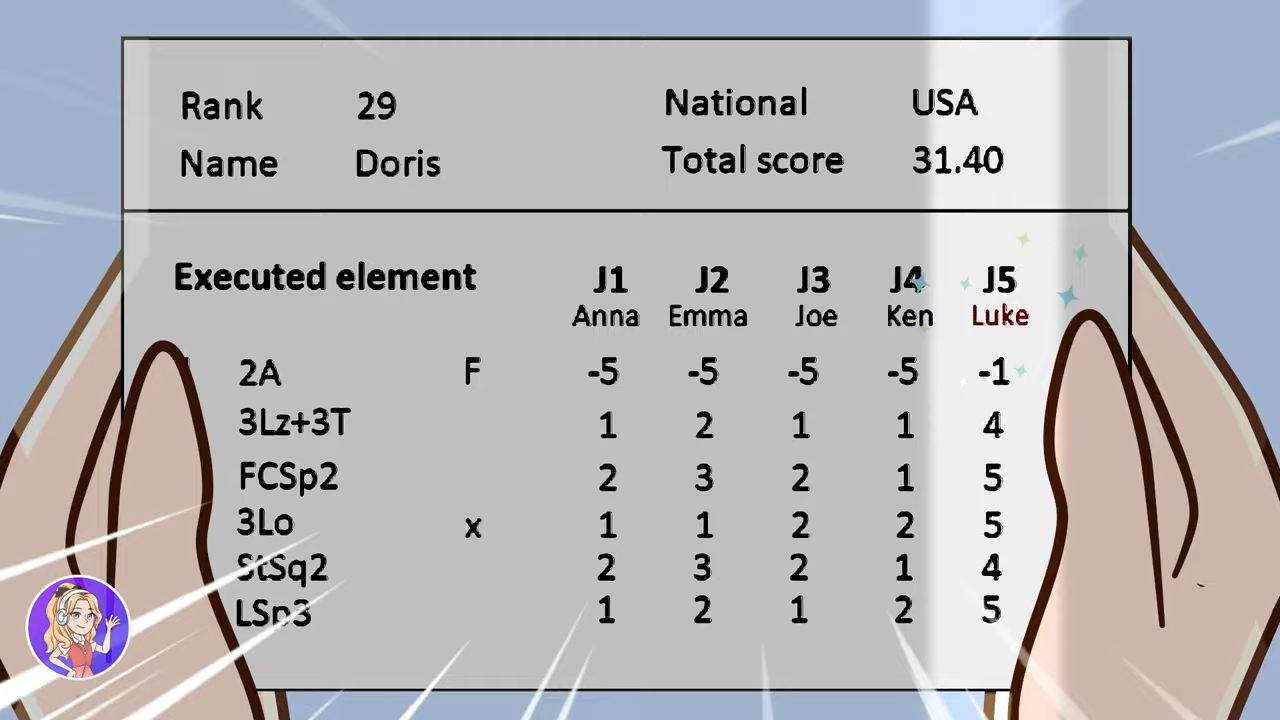 Rank 29 National USA
Name Doris Total score 31.40
Executed element J1 J2 J3 J4 J5
Anna Emma Joe Ken Luke
2A F -5 -5 -5 -5 -1
3Lz+3T 1 2 1 1 4
FCSp2 2 3 2 1 5
3Lo x 1 1 2 2 5
StSq2 2 3 2 1 4
LSp3 1 2 1 2 5